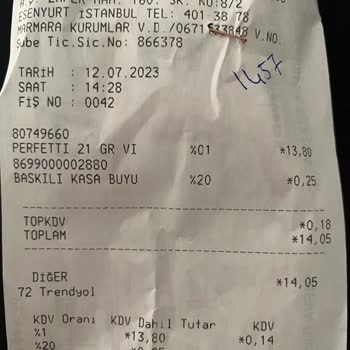 ESENYURT İSTANBUL TEL: 401 38 78
MARMARA KURUMLAR V.D./0671523848 V.NO.
Şube Tic.Sic.No: 866378
1457
TARİH : 12.07.2023
SAAT : 14:28
FİŞ NO : 0042
80749660
PERFETTI 21 GR VI %01 *13,80
8699000002880
BASKILI KASA BUYU %20 *0,25
TOPKDV *0,18
TOPLAM *14,05
DİĞER *14,05
72 Trendyol
KDV Oranı KDV Dahil Tutar KDV
%1 *13,80 *0,14
%20